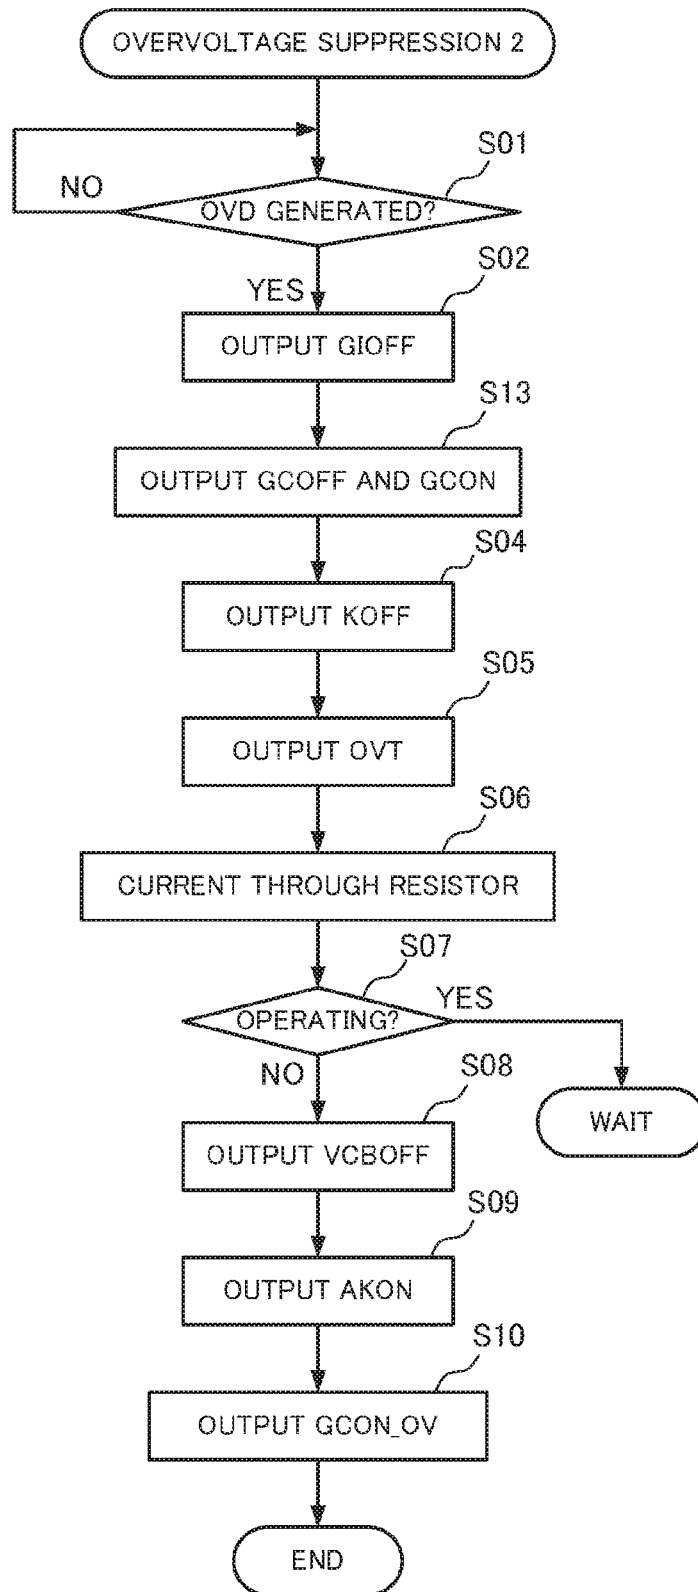 OVERVOLTAGE SUPPRESSION 2
S01
NO
OVD GENERATED?
S02
YES
OUTPUT GIOFF
S13
OUTPUT GCOFF AND GCON
S04
OUTPUT KOFF
S05
OUTPUT OVT
S06
CURRENT THROUGH RESISTOR
S07
YES
OPERATING?
NO
S08
WAIT
OUTPUT VCBOFF
S09
OUTPUT AKON
S10
OUTPUT GCON_OV
END